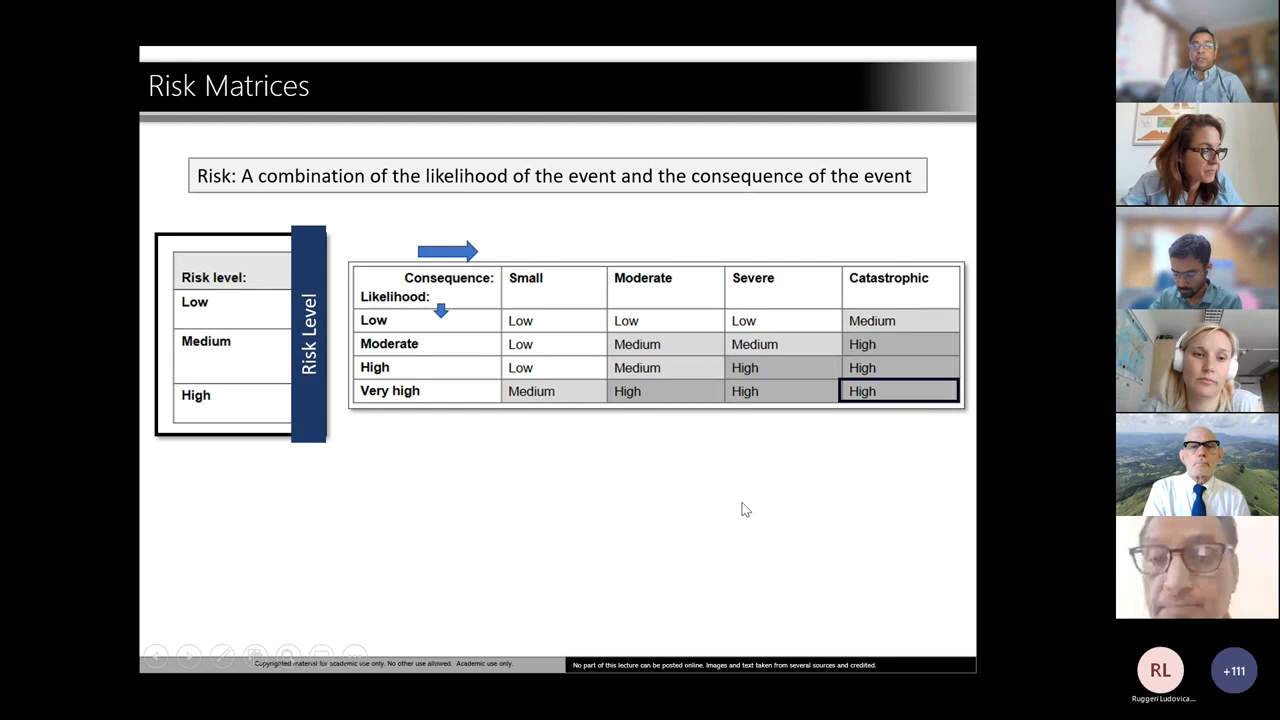 Risk Matrices
Risk: A combination of the likelihood of the event and the consequence of the event
Risk level:
Low
Medium
High
Risk Level
Consequence: Small Moderate Severe Catastrophic
Likelihood:
Low Low Low Low Medium
Moderate Low Medium Medium High
High Low Medium High High
Very high Medium High High High
Copyrighted material for academic use only. No other use allowed. Academic use only.
No part of this lecture can be posted online. Images and text taken from several sources and credited.
RL
+111
Ruggeri Ludovica...